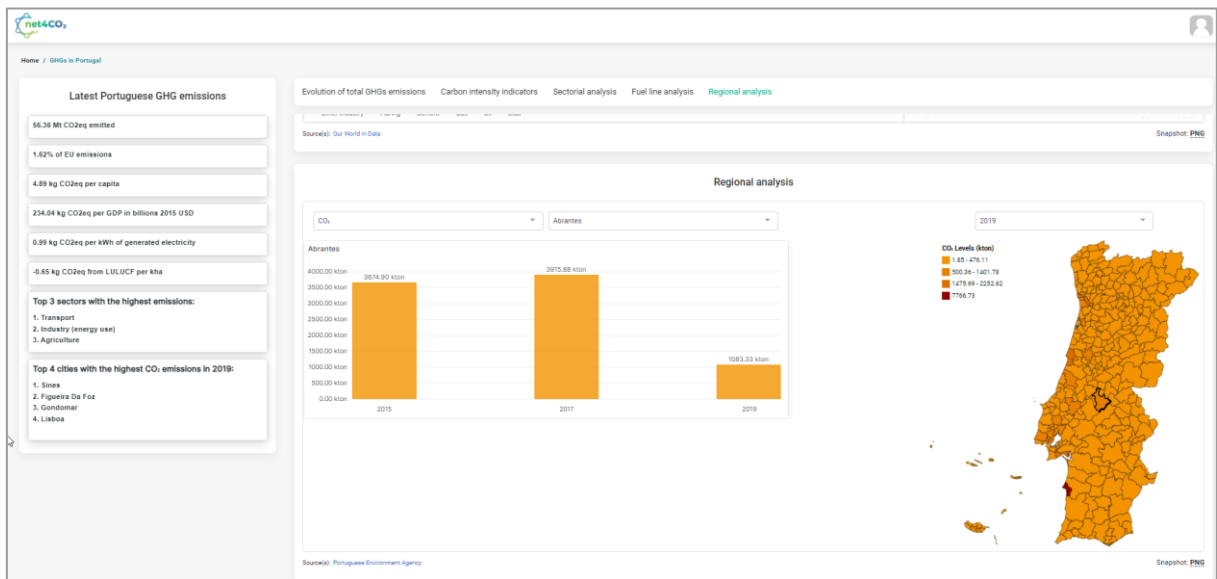 net4CO₂
Home / GHGs in Portugal
Latest Portuguese GHG emissions
56.36 Mt CO2eq emitted
1.62% of EU emissions
4.89 kg CO2eq per capita
234.04 kg CO2eq per GDP in billions 2015 USD
0.99 kg CO2eq per kWh of generated electricity
-0.65 kg CO2eq from LULUCF per kha
Top 3 sectors with the highest emissions:
1. Transport
2. Industry (energy use)
3. Agriculture
Top 4 cities with the highest CO₂ emissions in 2019:
1. Sines
2. Figueira Da Foz
3. Gondomar
4. Lisboa
Evolution of total GHGs emissions Carbon intensity indicators Sectorial analysis Fuel line analysis Regional analysis
Source(s): Our World in Data
Snapshot: PNG
Regional analysis
CO₂
Abrantes
2019
Abrantes
4000.00 kton
3500.00 kton
3000.00 kton
2500.00 kton
2000.00 kton
1500.00 kton
1000.00 kton
500.00 kton
0.00 kton
3674.90 kton
3915.88 kton
1083.33 kton
2015
2017
2019
CO₂ Levels (kton)
1.85 - 476.11
500.36 - 1401.78
1475.69 - 2252.62
7766.73
Source(s): Portuguese Environment Agency
Snapshot: PNG